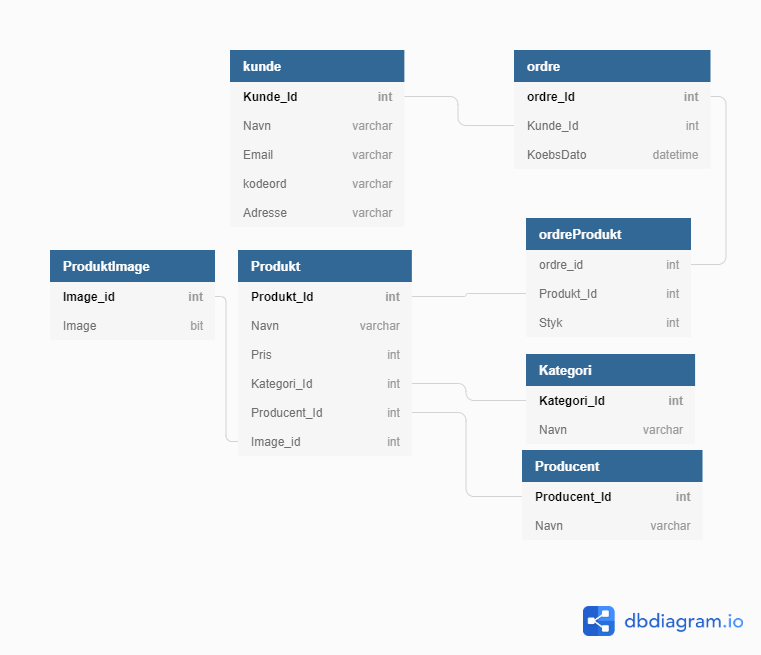 kunde
Kunde_Id int
Navn varchar
Email varchar
kodeord varchar
Adresse varchar
ordre
ordre_Id int
Kunde_Id int
KoebsDato datetime
ProduktImage
Image_id int
Image bit
Produkt
Produkt_Id int
Navn varchar
Pris int
Kategori_Id int
Producent_Id int
Image_id int
ordreProdukt
ordre_id int
Produkt_Id int
Styk int
Kategori
Kategori_Id int
Navn varchar
Producent
Producent_Id int
Navn varchar
dbdiagram.io